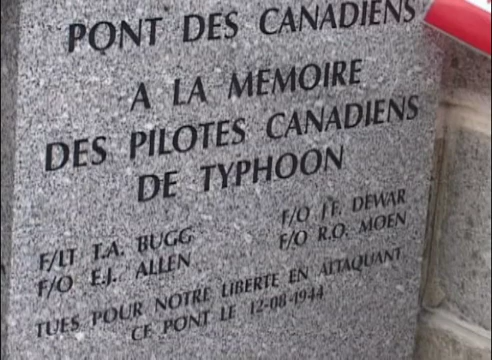 PONT DES CANADIENS
A LA MEMOIRE
DES PILOTES CANADIENS
DE TYPHOON
F/LT T.A. BUGG F/O J.F. DEWAR
F/O E.J. ALLEN F/O R.O. MOEN
TUES POUR NOTRE LIBERTE EN ATTAQUANT
CE PONT LE 12-08-1944